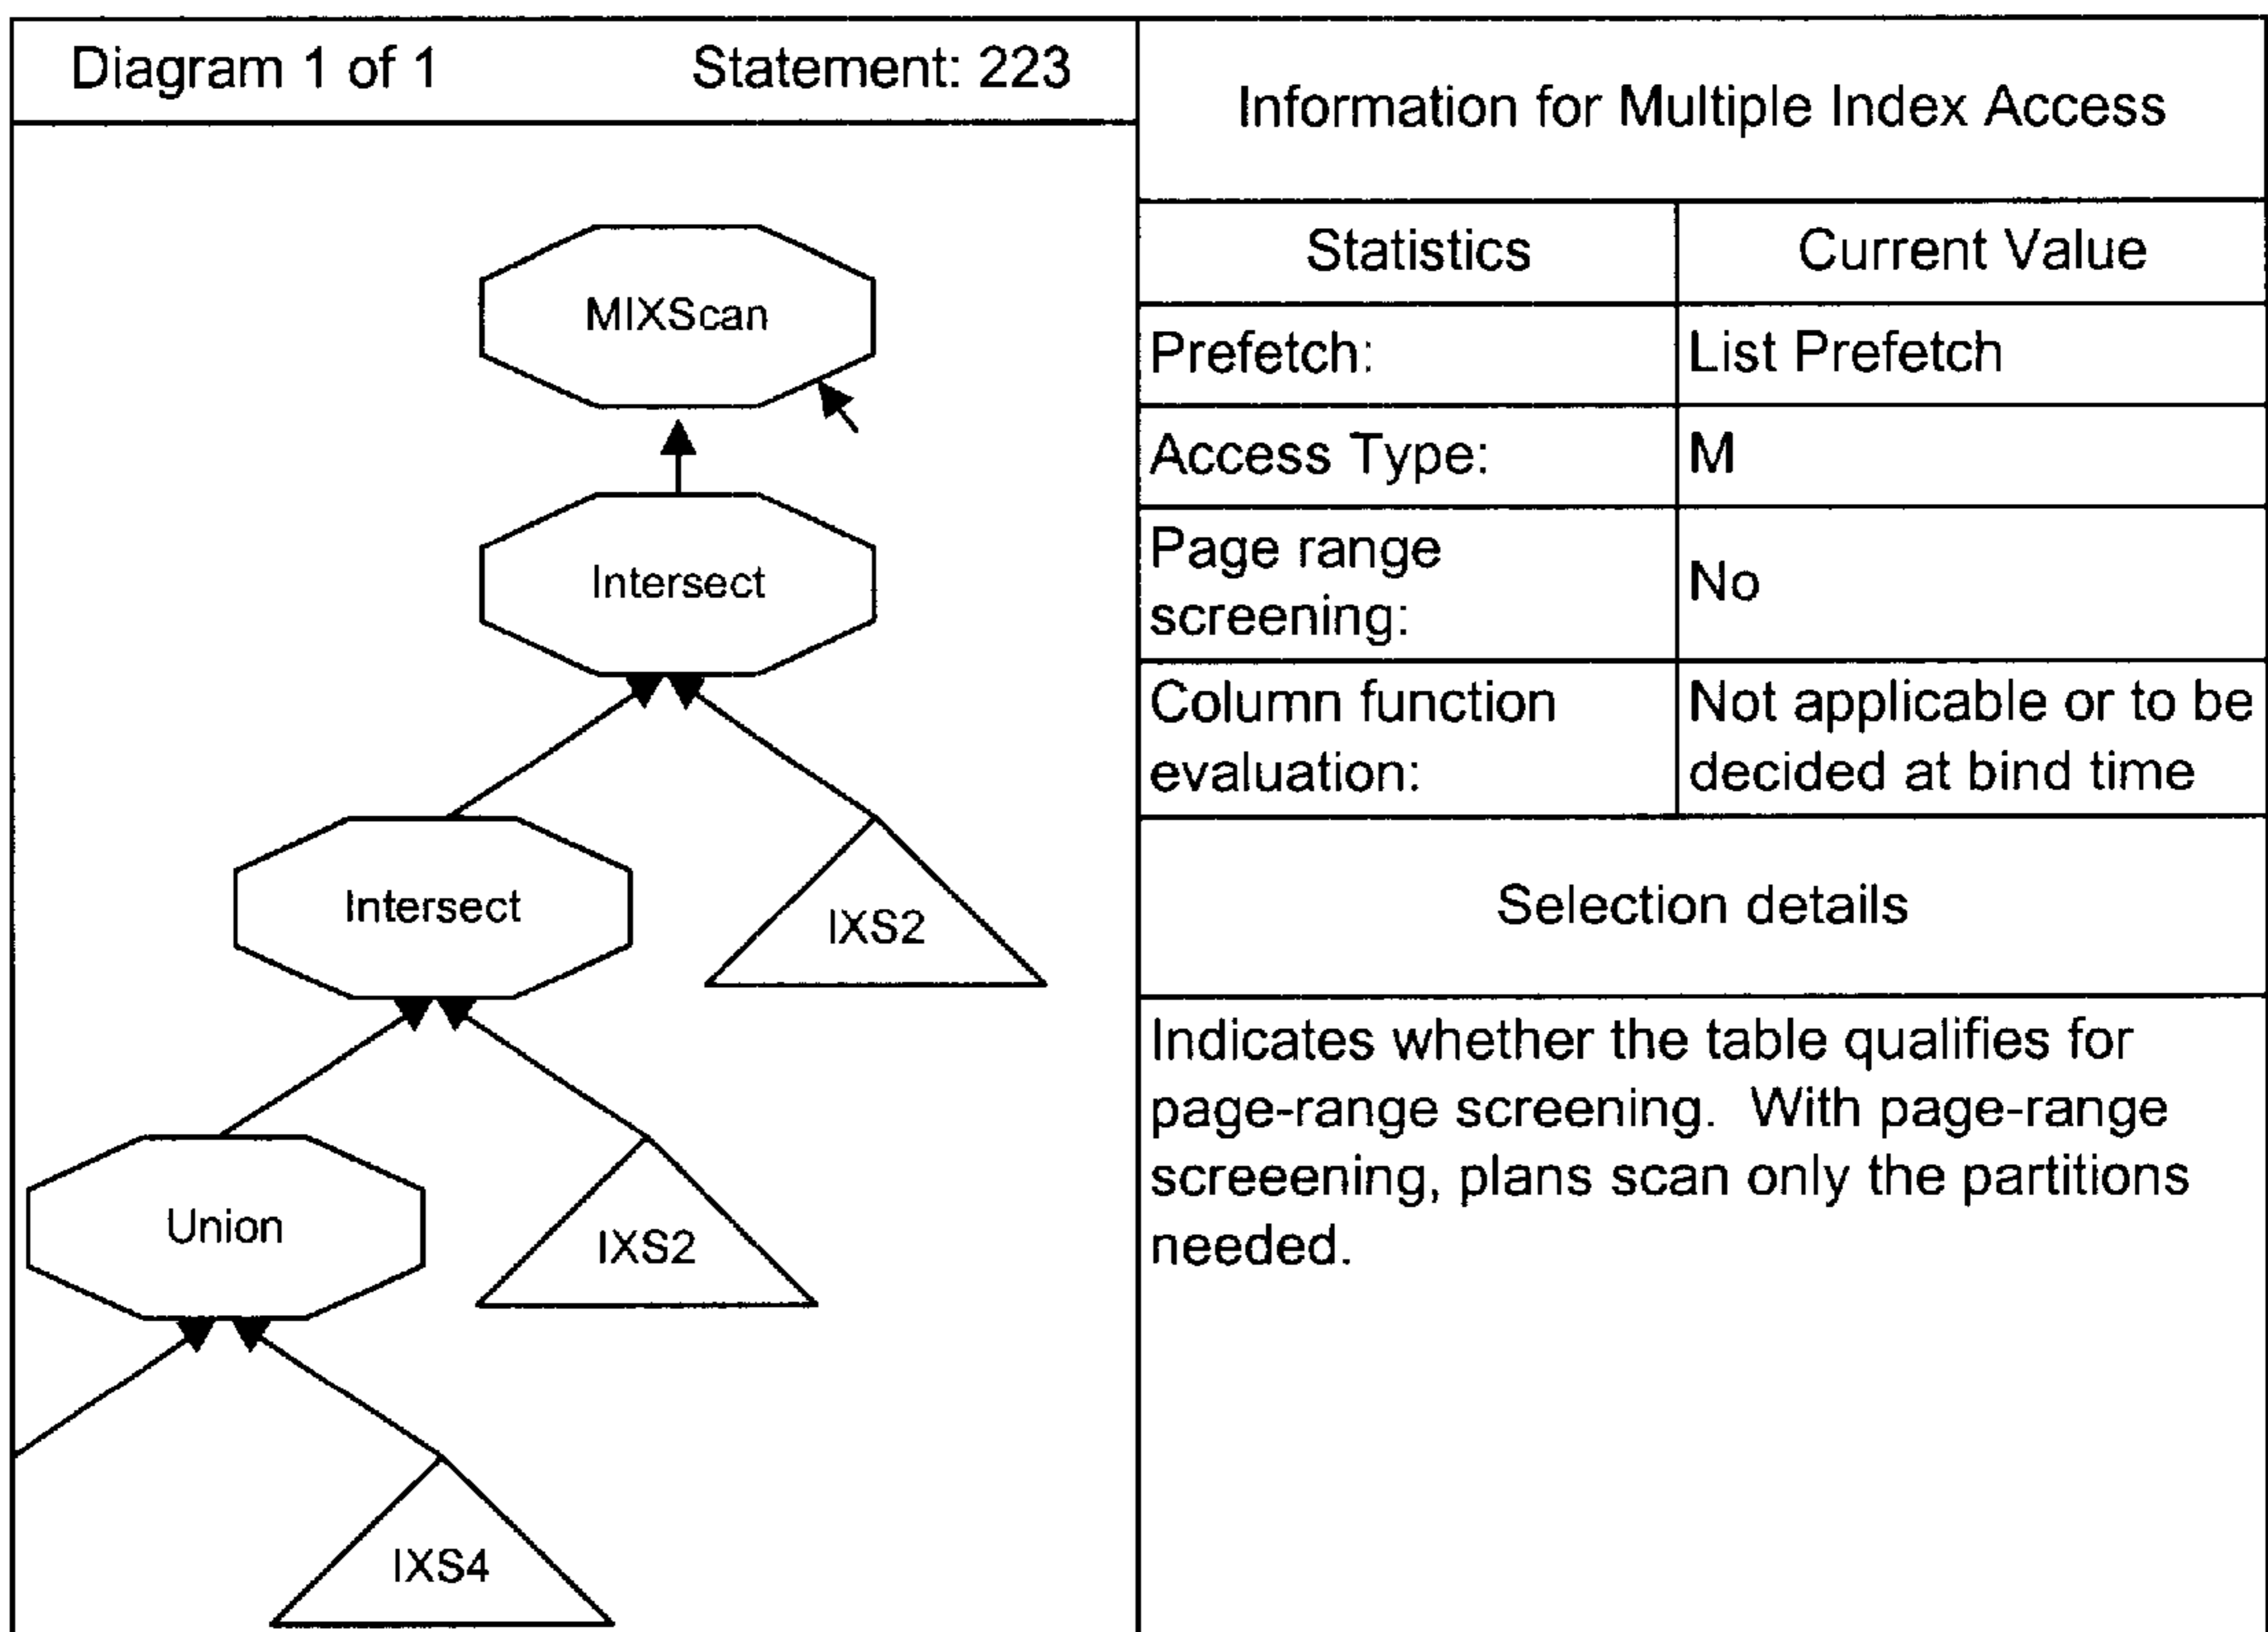 Diagram 1 of 1
Statement: 223
MIXScan
Intersect
Intersect
IXS2
Union
IXS2
IXS4
Information for Multiple Index Access
Statistics
Current Value
Prefetch:
List Prefetch
Access Type:
M
Page range
screening:
No
Column function
evaluation:
Not applicable or to be
decided at bind time
Selection details
Indicates whether the table qualifies for
page-range screening. With page-range
screeening, plans scan only the partitions
needed.